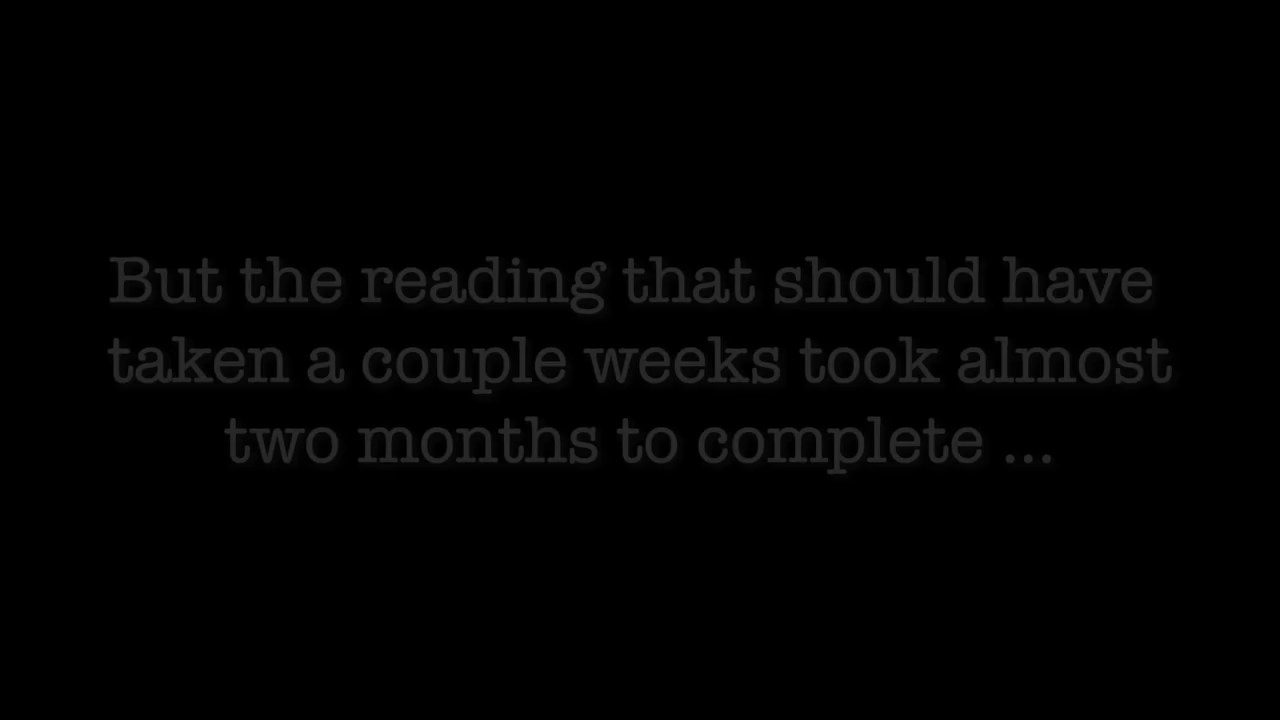 But the reading that should have
taken a couple weeks took almost
two months to complete ...